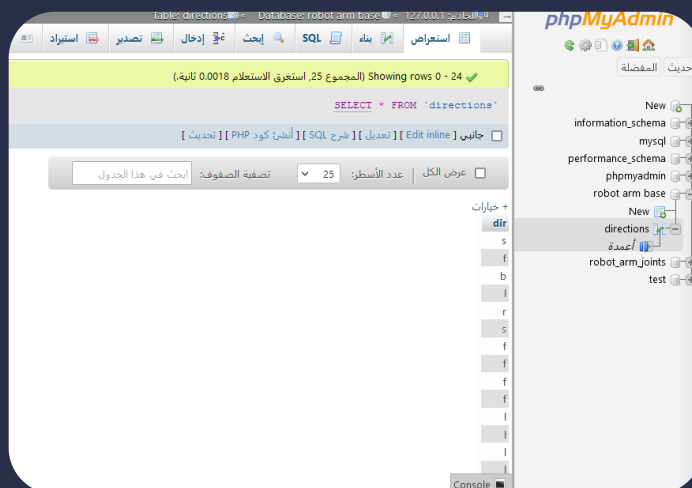 الخادم: 127.0.0.1 » Database: robot arm base » Table: directions
استعراض بناء SQL إبحث إدخال تصدير استيراد
Showing rows 0 - 24 (المجموع 25, استغرق الاستعلام 0.0018 ثانية.)
SELECT * FROM `directions`
جانبي [ Edit inline ] [ تعديل ] [ شرح SQL ] [ أنشئ كود PHP ] [ تحديث ]
عرض الكل عدد الأسطر: 25 تصفية الصفوف: ابحث في هذا الجدول
+ خيارات
dir
s
f
b
l
r
s
f
f
f
f
l
l
l
l
Console
phpMyAdmin
حديث المفضلة
New
information_schema
mysql
performance_schema
phpmyadmin
robot arm base
New
directions
أعمدة
robot_arm_joints
test